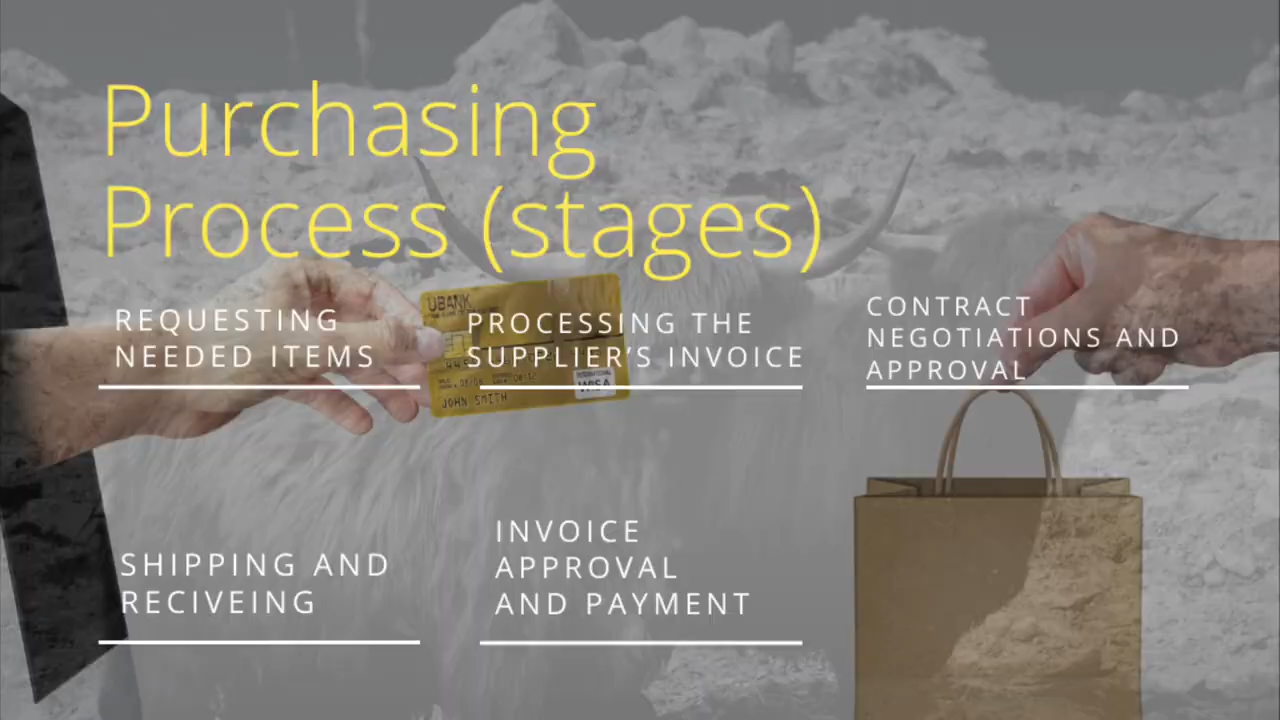 Purchasing
Process (stages)
REQUESTING
NEEDED ITEMS
PROCESSING THE
SUPPLIER'S INVOICE
CONTRACT
NEGOTIATIONS AND
APPROVAL
UBANK
VISA
JOHN SMITH
SHIPPING AND
RECIVEING
INVOICE
APPROVAL
AND PAYMENT